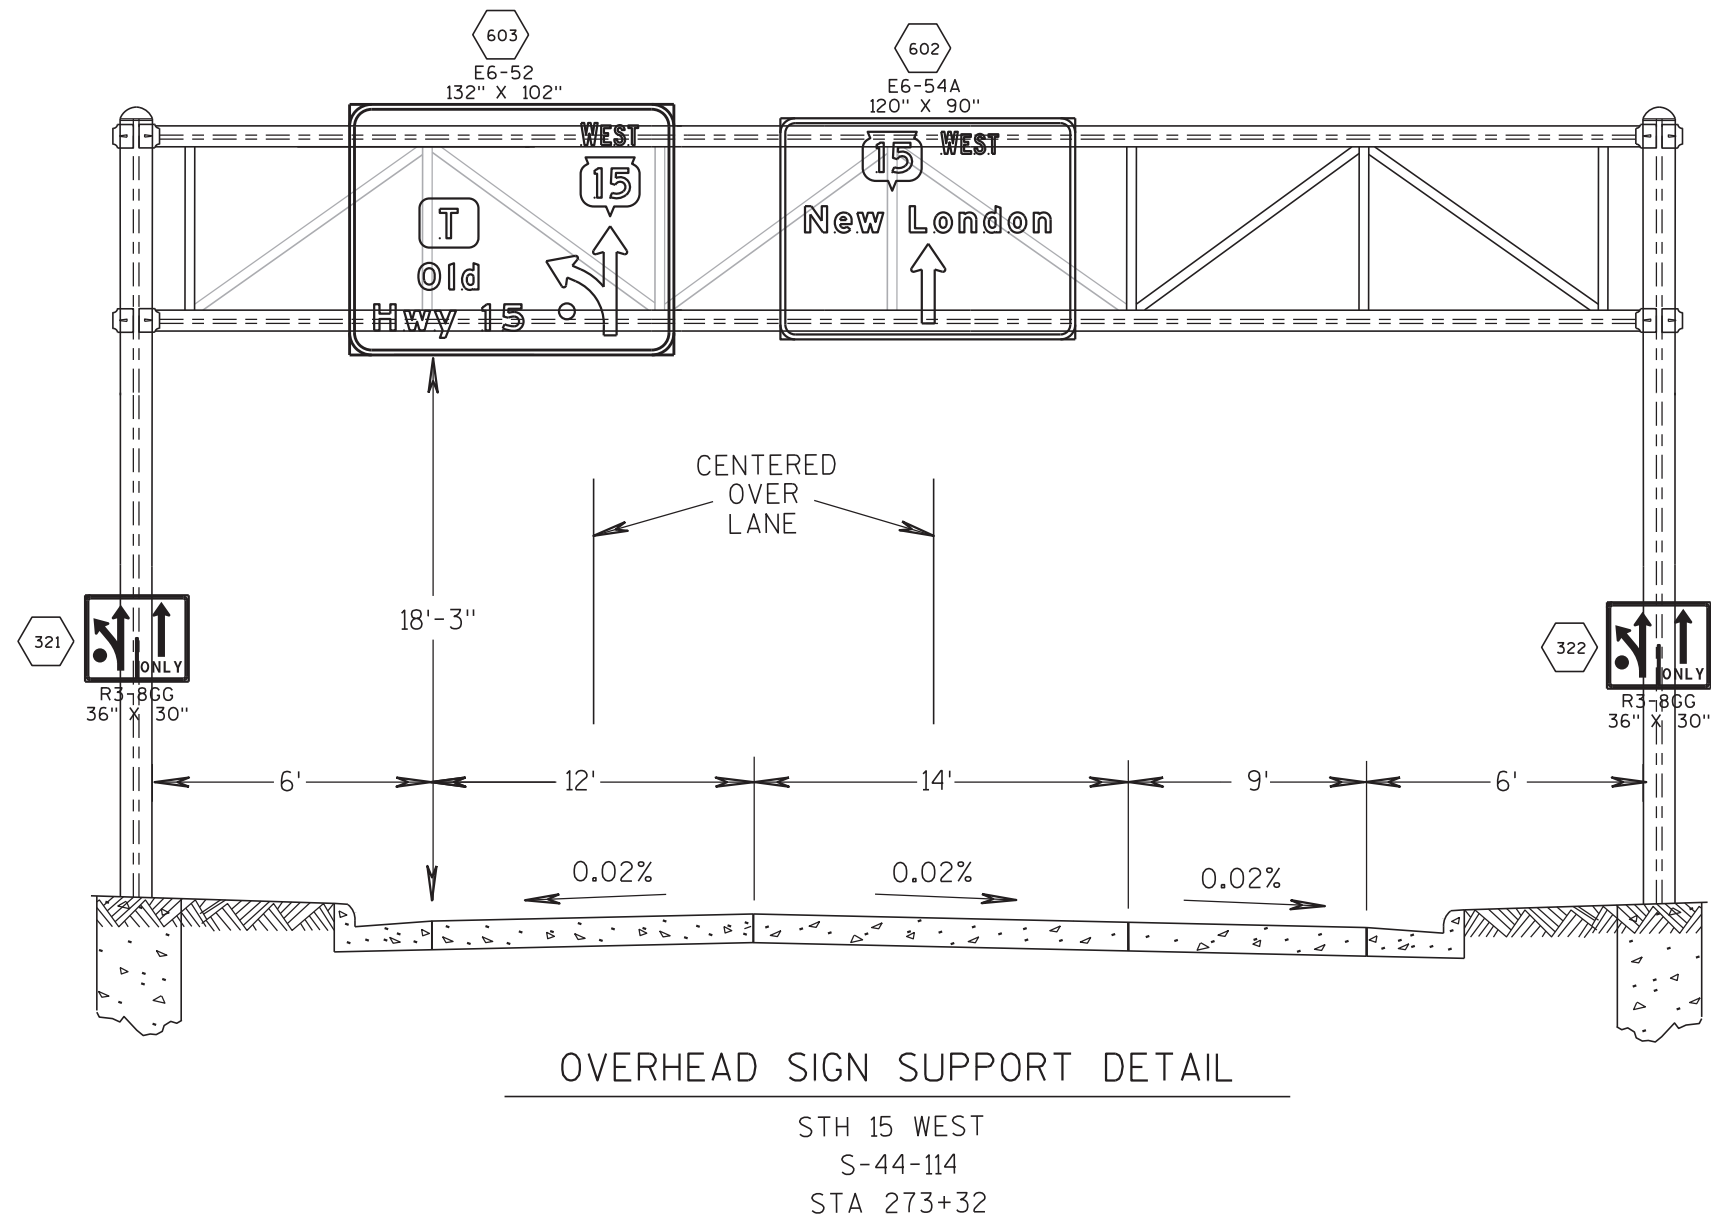 603
E6-52
132" X 102"
602
E6-54A
120" X 90"
WEST
15
T
Old
Hwy 15
15 WEST
New London
CENTERED
OVER
LANE
18'-3"
321
ONLY
R3-8GG
36" X 30"
322
ONLY
R3-8GG
36" X 30"
6' 12' 14' 9' 6'
0.02% 0.02% 0.02%
OVERHEAD SIGN SUPPORT DETAIL
STH 15 WEST
S-44-114
STA 273+32